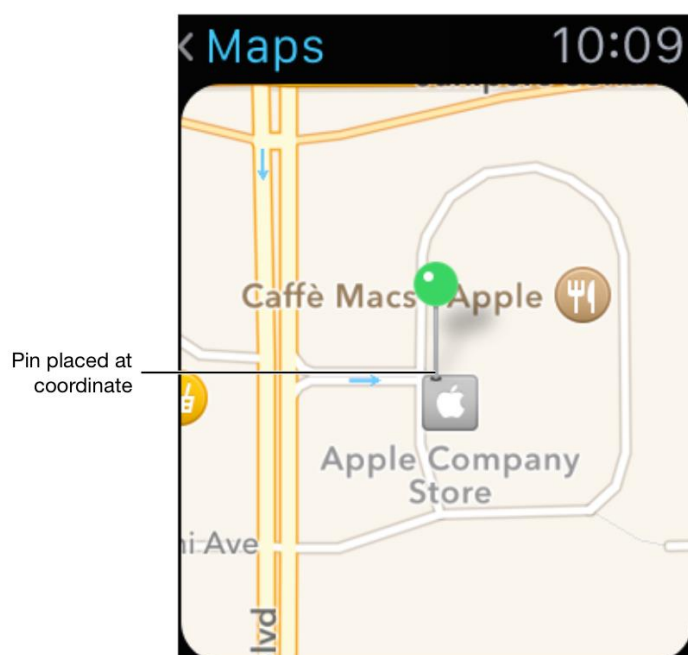 Maps
10:09
Caffè Macs Apple
Pin placed at
coordinate
Apple Company
Store
Ave
lvd